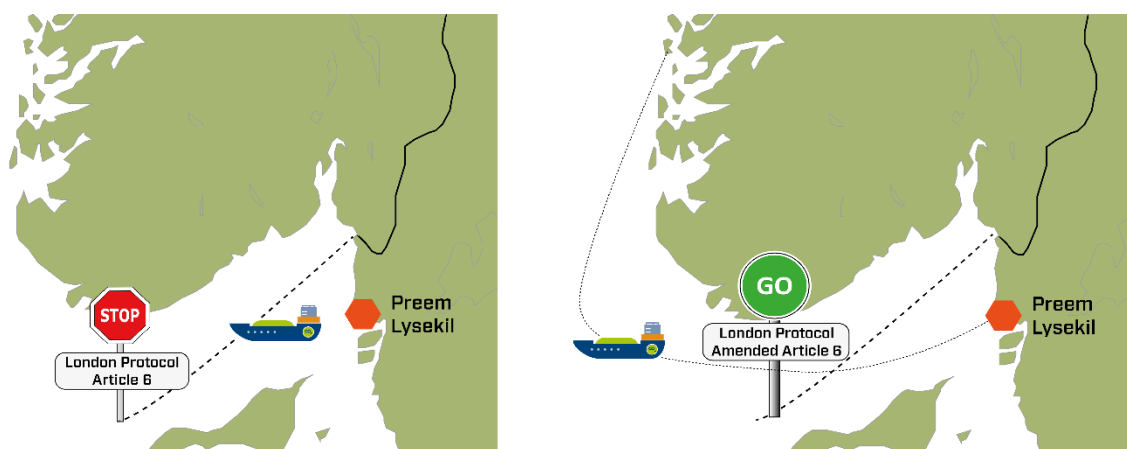 STOP
London Protocol
Article 6
Preem
Lysekil
GO
London Protocol
Amended Article 6
Preem
Lysekil